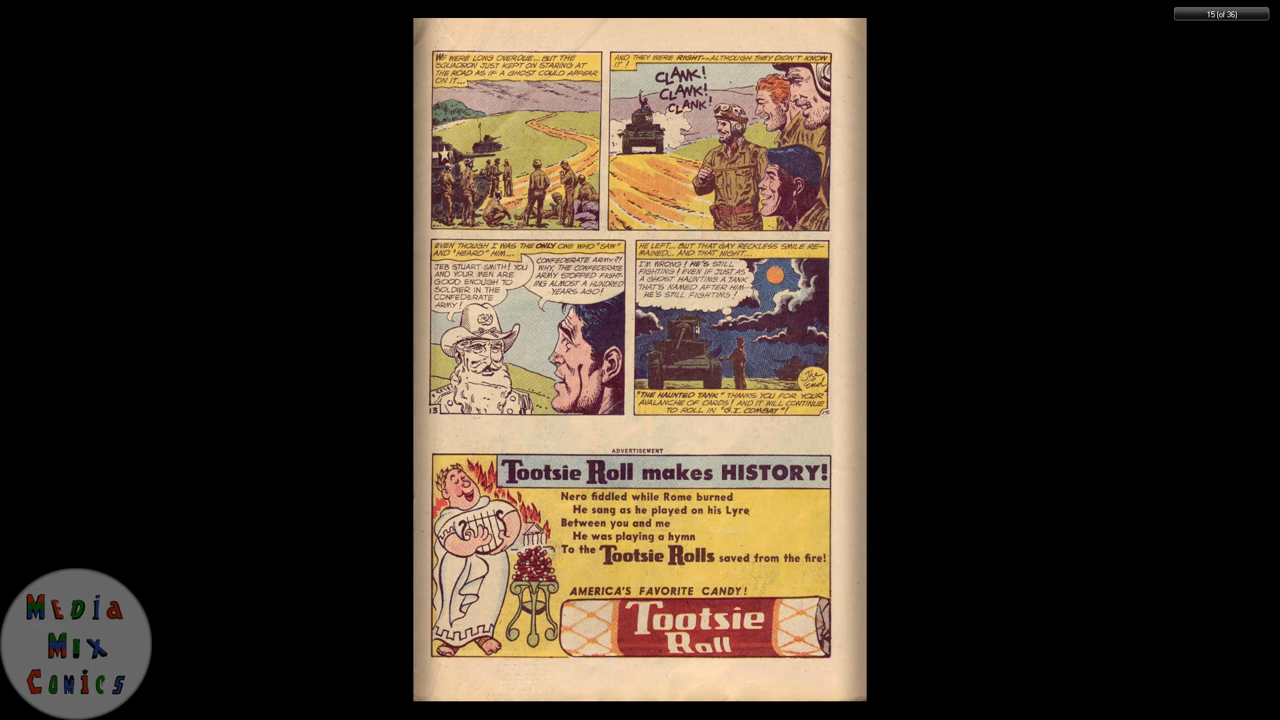 15 (of 36)
WE WERE LONG OVERDUE... BUT THE
SQUADRON JUST KEPT ON STARING AT
THE ROAD AS IF A GHOST COULD APPEAR
ON IT...
AND THEY WERE RIGHT--ALTHOUGH THEY DIDN'T KNOW
IT!
CLANK!
CLANK!
CLANK!
EVEN THOUGH I WAS THE ONLY ONE WHO "SAW"
AND "HEARD" HIM...
JEB STUART SMITH! YOU
AND YOUR MEN ARE
GOOD ENOUGH TO
SOLDIER IN THE
CONFEDERATE
ARMY!
CONFEDERATE ARMY?!
WHY, THE CONFEDERATE
ARMY STOPPED FIGHT-
ING ALMOST A HUNDRED
YEARS AGO!
13
HE LEFT... BUT THAT GAY RECKLESS SMILE RE-
MAINED... AND THAT NIGHT...
I'M WRONG! HE'S STILL
FIGHTING! EVEN IF JUST AS
A GHOST HAUNTING A TANK
THAT'S NAMED AFTER HIM--
HE'S STILL FIGHTING!
The
End
"THE HAUNTED TANK" THANKS YOU FOR YOUR
AVALANCHE OF CARDS! AND IT WILL CONTINUE
TO ROLL IN "G.I. COMBAT"!
ADVERTISEMENT
Tootsie Roll makes HISTORY!
Nero fiddled while Rome burned
He sang as he played on his Lyre
Between you and me
He was playing a hymn
To the Tootsie Rolls saved from the fire!
AMERICA'S FAVORITE CANDY!
Tootsie
Roll
MEDIA
MIX
COMICS